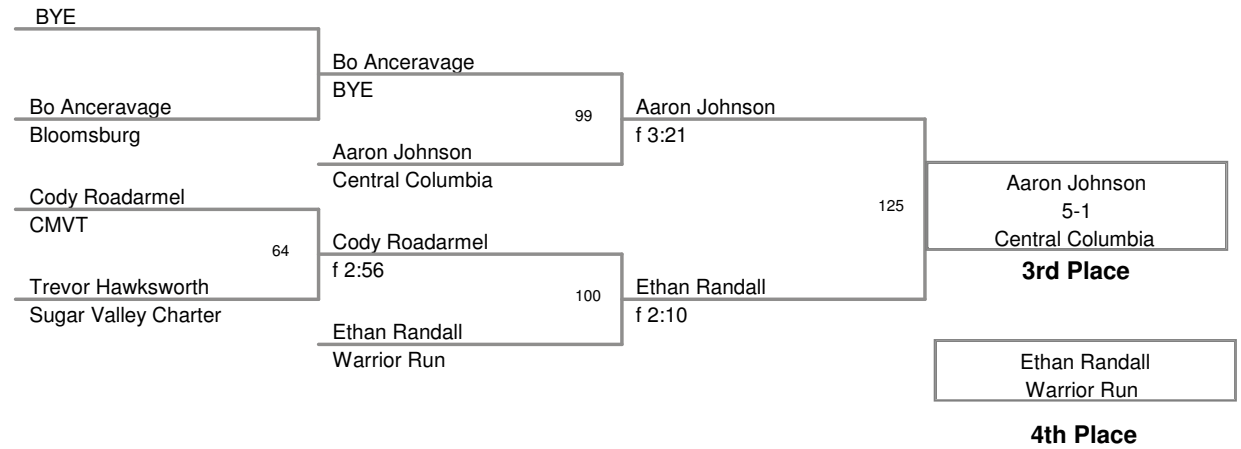 BYE
Bo Anceravage
Bloomsburg
Cody Roadarmel
CMVT
64
Trevor Hawksworth
Sugar Valley Charter
Bo Anceravage
BYE
99
Aaron Johnson
Central Columbia
Cody Roadarmel
f 2:56
100
Ethan Randall
Warrior Run
Aaron Johnson
f 3:21
125
Ethan Randall
f 2:10
Aaron Johnson
5-1
Central Columbia
3rd Place
Ethan Randall
Warrior Run
4th Place